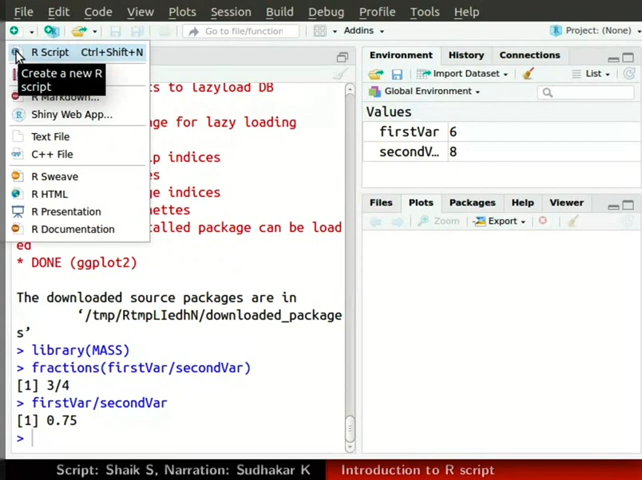 File Edit Code View Plots Session Build Debug Profile Tools Help
Go to file/function Addins Project: (None)
R Script Ctrl+Shift+N
Create a new R
script
R Markdown...
Shiny Web App...
Text File
C++ File
R Sweave
R HTML
R Presentation
R Documentation
ts to lazyload DB
age for lazy loading
lp indices
ge indices
nettes
talled package can be load
ed
* DONE (ggplot2)
The downloaded source packages are in
‘/tmp/RtmpLIedhN/downloaded_package
s’
> library(MASS)
> fractions(firstVar/secondVar)
[1] 3/4
> firstVar/secondVar
[1] 0.75
>
Environment History Connections
Import Dataset List
Global Environment
Values
firstVar 6
secondV… 8
Files Plots Packages Help Viewer
Zoom Export
Script: Shaik S, Narration: Sudhakar K Introduction to R script